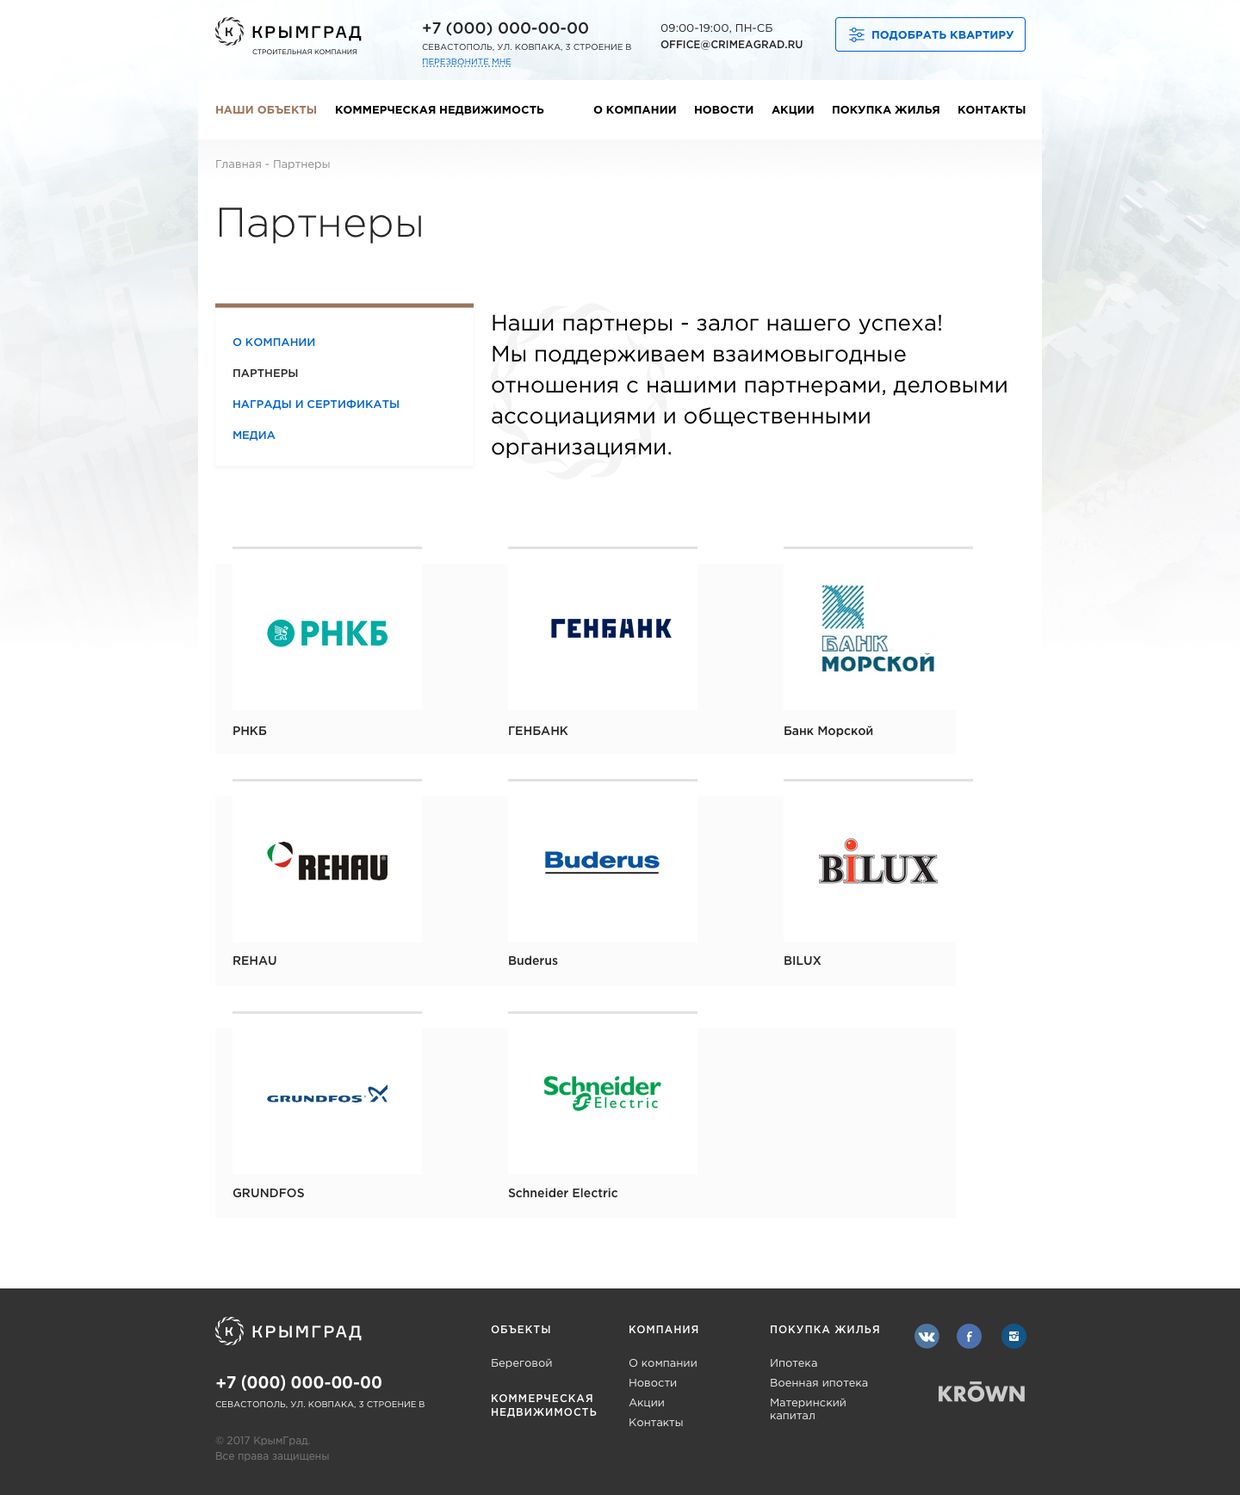 КРЫМГРАД
СТРОИТЕЛЬНАЯ КОМПАНИЯ
+7 (000) 000-00-00
СЕВАСТОПОЛЬ, УЛ. КОВПАКА, 3 СТРОЕНИЕ В
ПЕРЕЗВОНИТЕ МНЕ
09:00-19:00, ПН-СБ
OFFICE@CRIMEAGRAD.RU
ПОДОБРАТЬ КВАРТИРУ
НАШИ ОБЪЕКТЫ КОММЕРЧЕСКАЯ НЕДВИЖИМОСТЬ О КОМПАНИИ НОВОСТИ АКЦИИ ПОКУПКА ЖИЛЬЯ КОНТАКТЫ
Главная - Партнеры
Партнеры
О КОМПАНИИ
ПАРТНЕРЫ
НАГРАДЫ И СЕРТИФИКАТЫ
МЕДИА
Наши партнеры - залог нашего успеха!
Мы поддерживаем взаимовыгодные
отношения с нашими партнерами, деловыми
ассоциациями и общественными
организациями.
РНКБ
ГЕНБАНК
БАНК
МОРСКОЙ
РНКБ
ГЕНБАНК
Банк Морской
REHAU
Buderus
BiLUX
REHAU
Buderus
BILUX
GRUNDFOS
Schneider
Electric
GRUNDFOS
Schneider Electric
К КРЫМГРАД
+7 (000) 000-00-00
СЕВАСТОПОЛЬ, УЛ. КОВПАКА, 3 СТРОЕНИЕ В
© 2017 КрымГрад.
Все права защищены
ОБЪЕКТЫ
Береговой
КОММЕРЧЕСКАЯ
НЕДВИЖИМОСТЬ
КОМПАНИЯ
О компании
Новости
Акции
Контакты
ПОКУПКА ЖИЛЬЯ
Ипотека
Военная ипотека
Материнский
капитал
KRŌWN